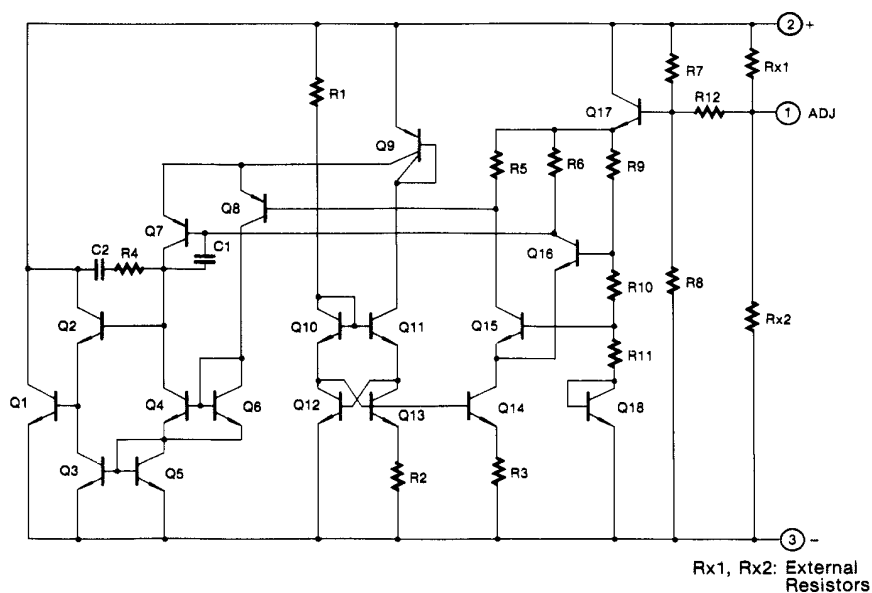 2 +
R1
R7
Rx1
Q17
R12
1 ADJ
Q9
R5
R6
R9
Q8
Q7
C1
Q16
C2
R4
R10
R8
Q2
Q10
Q11
Q15
Rx2
R11
Q1
Q4
Q6
Q12
Q13
Q14
Q18
Q3
Q5
R2
R3
3 -
Rx1, Rx2: External
Resistors